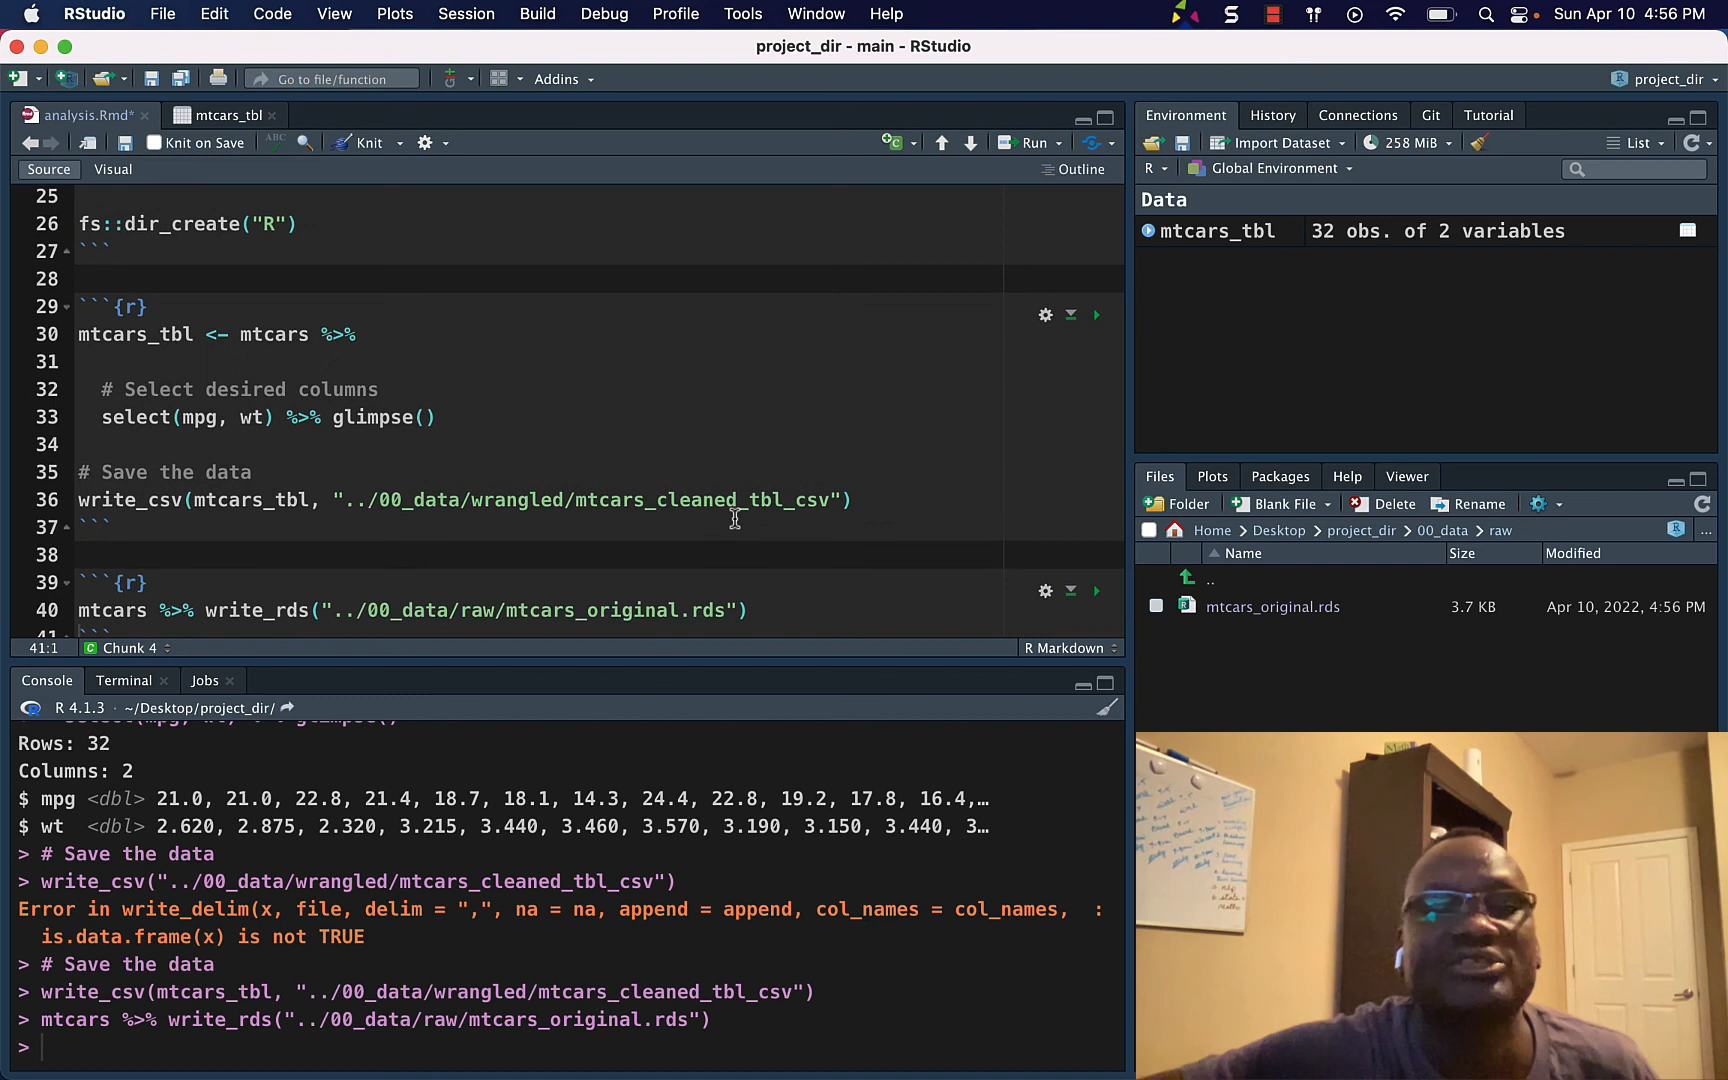 RStudio File Edit Code View Plots Session Build Debug Profile Tools Window Help Sun Apr 10 4:56 PM
project_dir - main - RStudio
Go to file/function Addins project_dir
analysis.Rmd* mtcars_tbl
Knit on Save ABC Knit Run
Source Visual Outline
25
26 fs::dir_create("R")
27 ```
28
29 ```{r}
30 mtcars_tbl <- mtcars %>%
31
32 # Select desired columns
33 select(mpg, wt) %>% glimpse()
34
35 # Save the data
36 write_csv(mtcars_tbl, "../00_data/wrangled/mtcars_cleaned_tbl_csv")
37 ```
38
39 ```{r}
40 mtcars %>% write_rds("../00_data/raw/mtcars_original.rds")
41 ```
41:1 Chunk 4 R Markdown
Console Terminal Jobs
R 4.1.3 · ~/Desktop/project_dir/
select(mpg, wt) %>% glimpse()
Rows: 32
Columns: 2
$ mpg <dbl> 21.0, 21.0, 22.8, 21.4, 18.7, 18.1, 14.3, 24.4, 22.8, 19.2, 17.8, 16.4,…
$ wt <dbl> 2.620, 2.875, 2.320, 3.215, 3.440, 3.460, 3.570, 3.190, 3.150, 3.440, 3…
> # Save the data
> write_csv("../00_data/wrangled/mtcars_cleaned_tbl_csv")
Error in write_delim(x, file, delim = ",", na = na, append = append, col_names = col_names, :
is.data.frame(x) is not TRUE
> # Save the data
> write_csv(mtcars_tbl, "../00_data/wrangled/mtcars_cleaned_tbl_csv")
> mtcars %>% write_rds("../00_data/raw/mtcars_original.rds")
>
Environment History Connections Git Tutorial
Import Dataset 258 MiB List
R Global Environment
Data
mtcars_tbl 32 obs. of 2 variables
Files Plots Packages Help Viewer
Folder Blank File Delete Rename
Home Desktop project_dir 00_data raw ...
Name Size Modified
..
mtcars_original.rds 3.7 KB Apr 10, 2022, 4:56 PM